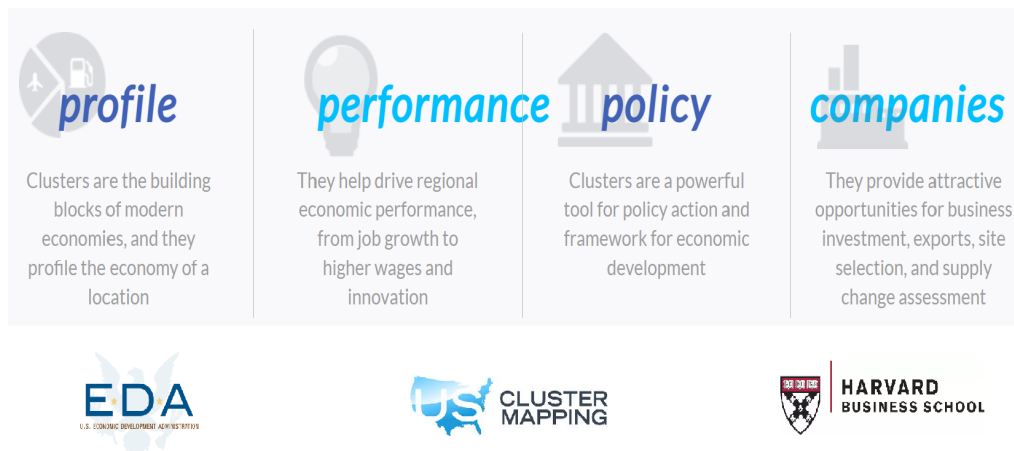 profile
Clusters are the building
blocks of modern
economies, and they
profile the economy of a
location
performance
They help drive regional
economic performance,
from job growth to
higher wages and
innovation
policy
Clusters are a powerful
tool for policy action and
framework for economic
development
companies
They provide attractive
opportunities for business
investment, exports, site
selection, and supply
change assessment
EDA
U.S. ECONOMIC DEVELOPMENT ADMINISTRATION
US CLUSTER
MAPPING
HARVARD
BUSINESS SCHOOL